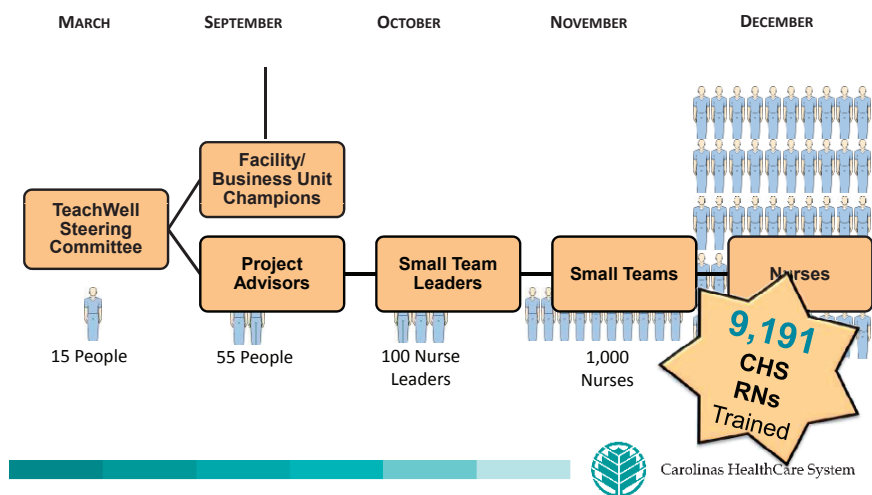 MARCH
SEPTEMBER
OCTOBER
NOVEMBER
DECEMBER
Facility/
Business Unit
Champions
TeachWell
Steering
Committee
Project
Advisors
Small Team
Leaders
Small Teams
Nurses
15 People
55 People
100 Nurse
Leaders
1,000
Nurses
9,191
CHS
RNs
Trained
Carolinas HealthCare System